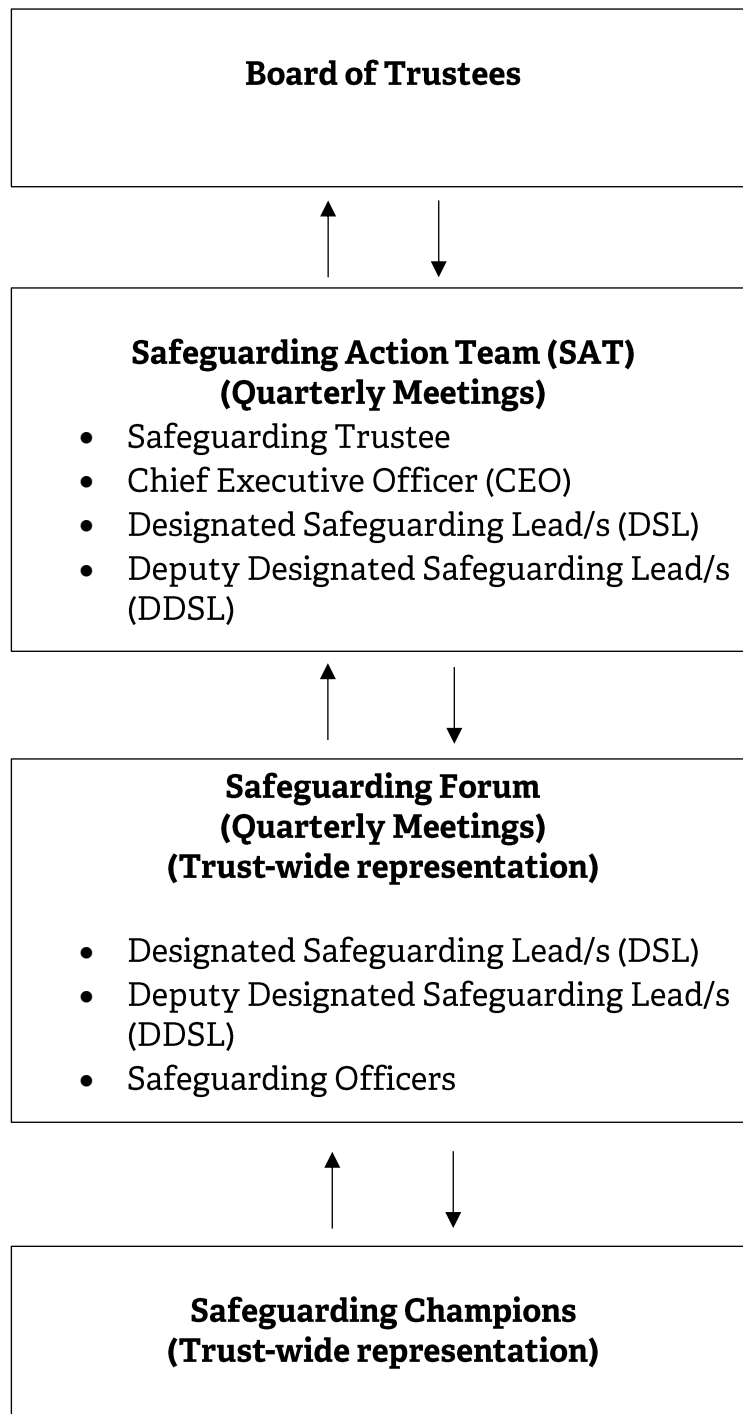 Board of Trustees
Safeguarding Action Team (SAT)
(Quarterly Meetings)
• Safeguarding Trustee
• Chief Executive Officer (CEO)
• Designated Safeguarding Lead/s (DSL)
• Deputy Designated Safeguarding Lead/s
(DDSL)
Safeguarding Forum
(Quarterly Meetings)
(Trust-wide representation)
• Designated Safeguarding Lead/s (DSL)
• Deputy Designated Safeguarding Lead/s
(DDSL)
• Safeguarding Officers
Safeguarding Champions
(Trust-wide representation)